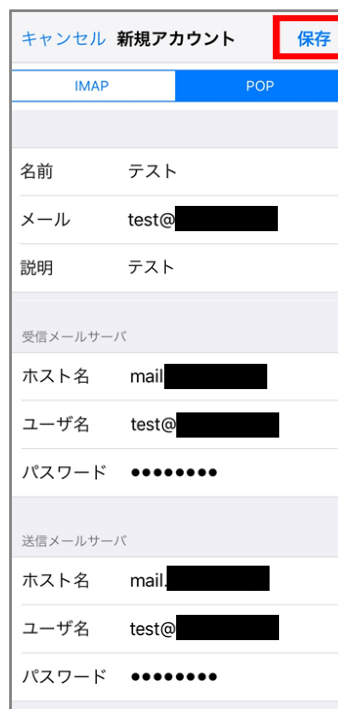 キャンセル 新規アカウント 保存
IMAP POP
名前 テスト
メール test@
説明 テスト
受信メールサーバ
ホスト名 mail
ユーザ名 test@
パスワード ●●●●●●●●
送信メールサーバ
ホスト名 mail.
ユーザ名 test@
パスワード ●●●●●●●●